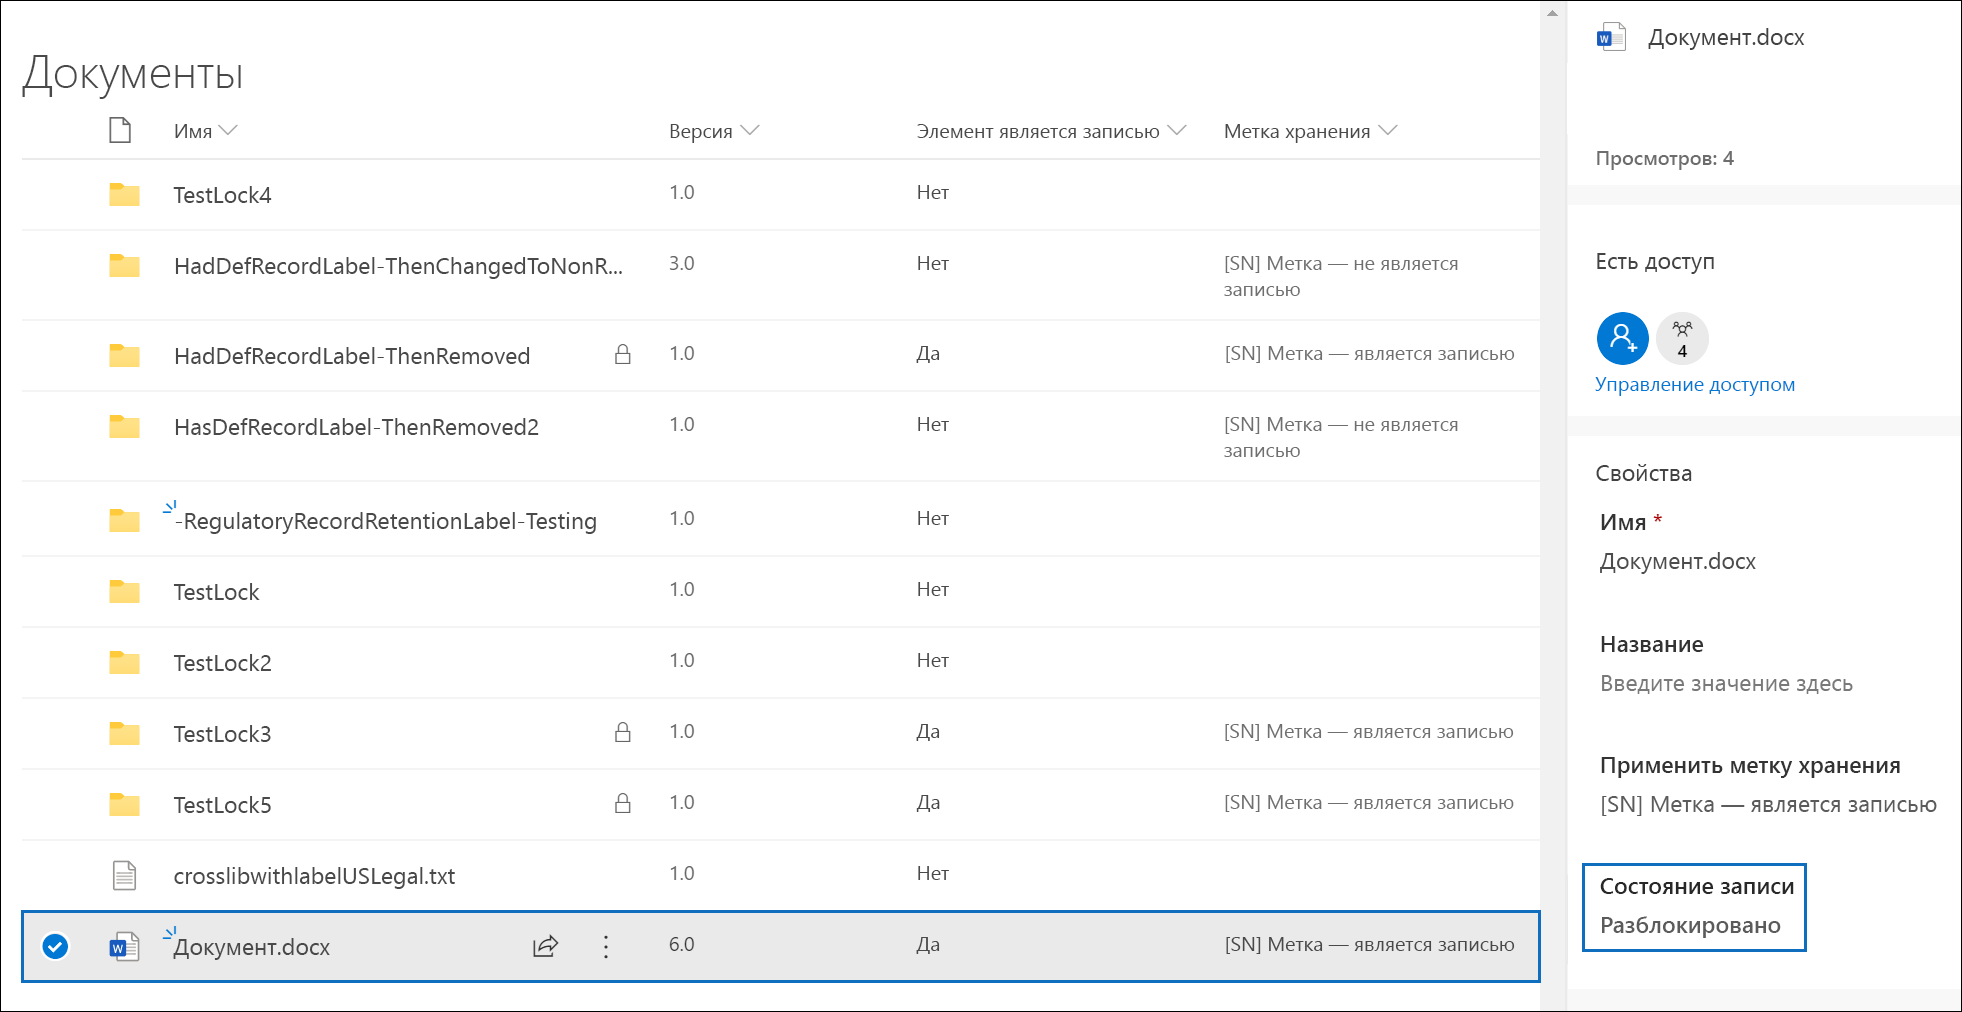 Документы
Имя Версия Элемент является записью Метка хранения
TestLock4 1.0 Нет
HadDefRecordLabel-ThenChangedToNonR... 3.0 Нет [SN] Метка — не является
записью
HadDefRecordLabel-ThenRemoved 1.0 Да [SN] Метка — является записью
HasDefRecordLabel-ThenRemoved2 1.0 Нет [SN] Метка — не является
записью
-RegulatoryRecordRetentionLabel-Testing 1.0 Нет
TestLock 1.0 Нет
TestLock2 1.0 Нет
TestLock3 1.0 Да [SN] Метка — является записью
TestLock5 1.0 Да [SN] Метка — является записью
crosslibwithlabelUSLegal.txt 1.0 Нет
Документ.docx 6.0 Да [SN] Метка — является записью
Документ.docx
Просмотров: 4
Есть доступ
4
Управление доступом
Свойства
Имя *
Документ.docx
Название
Введите значение здесь
Применить метку хранения
[SN] Метка — является записью
Состояние записи
Разблокировано